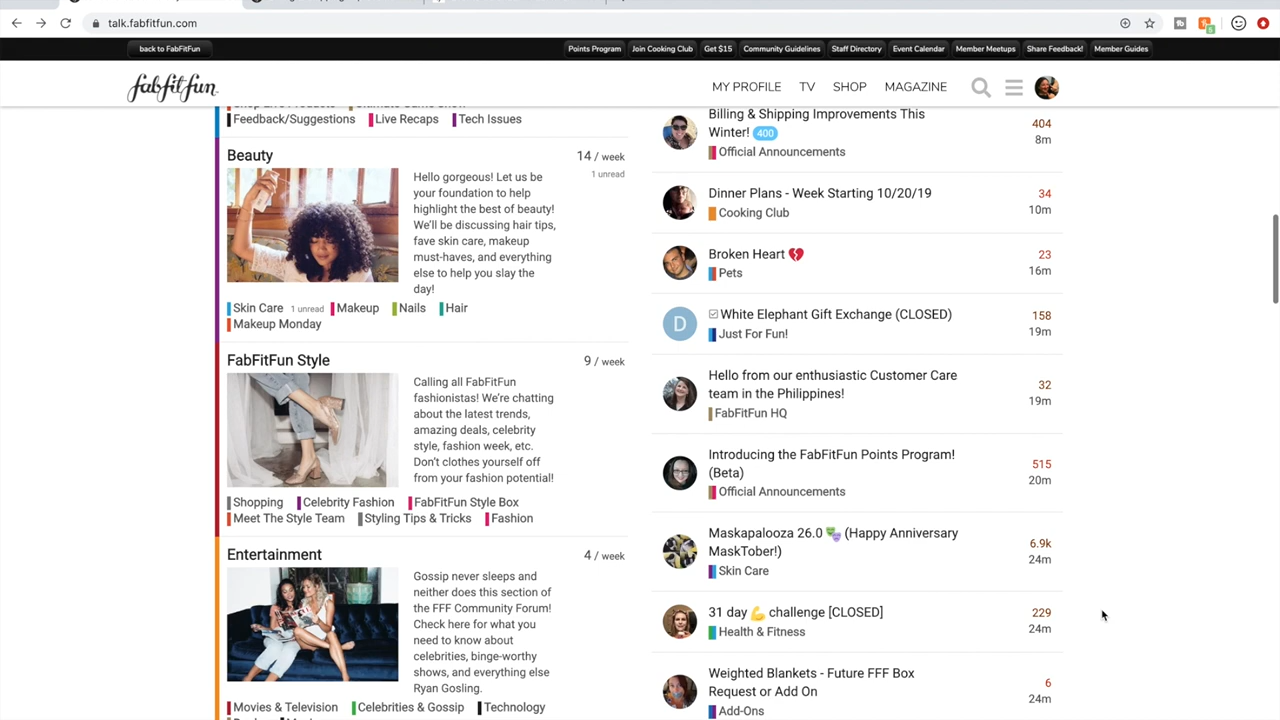 talk.fabfitfun.com
back to FabFitFun
Points Program
Join Cooking Club
Get $15
Community Guidelines
Staff Directory
Event Calendar
Member Meetups
Share Feedback!
Member Guides
fabfitfun
MY PROFILE
TV
SHOP
MAGAZINE
Feedback/Suggestions Live Recaps Tech Issues
Beauty 14 / week
1 unread
Hello gorgeous! Let us be
your foundation to help
highlight the best of beauty!
We'll be discussing hair tips,
fave skin care, makeup
must-haves, and everything
else to help you slay the
day!
Skin Care 1 unread Makeup Nails Hair
Makeup Monday
FabFitFun Style 9 / week
Calling all FabFitFun
fashionistas! We're chatting
about the latest trends,
amazing deals, celebrity
style, fashion week, etc.
Don't clothes yourself off
from your fashion potential!
Shopping Celebrity Fashion FabFitFun Style Box
Meet The Style Team Styling Tips & Tricks Fashion
Entertainment 4 / week
Gossip never sleeps and
neither does this section of
the FFF Community Forum!
Check here for what you
need to know about
celebrities, binge-worthy
shows, and everything else
Ryan Gosling.
Movies & Television Celebrities & Gossip Technology
Billing & Shipping Improvements This
Winter! 400
Official Announcements
404
8m
Dinner Plans - Week Starting 10/20/19
Cooking Club
34
10m
Broken Heart 💔
Pets
23
16m
D
☑ White Elephant Gift Exchange (CLOSED)
Just For Fun!
158
19m
Hello from our enthusiastic Customer Care
team in the Philippines!
FabFitFun HQ
32
19m
Introducing the FabFitFun Points Program!
(Beta)
Official Announcements
515
20m
Maskapalooza 26.0 🎭 (Happy Anniversary
MaskTober!)
Skin Care
6.9k
24m
31 day 💪 challenge [CLOSED]
Health & Fitness
229
24m
Weighted Blankets - Future FFF Box
Request or Add On
Add-Ons
6
24m